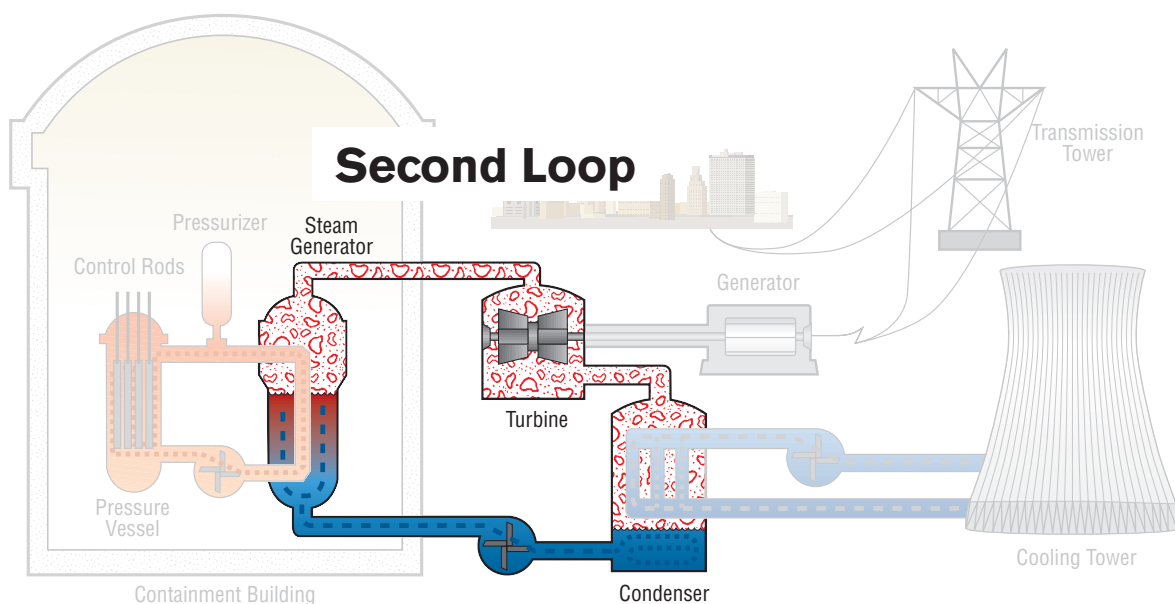 Second Loop
Transmission
Tower
Pressurizer
Steam
Generator
Control Rods
Generator
Turbine
Pressure
Vessel
Cooling Tower
Condenser
Containment Building